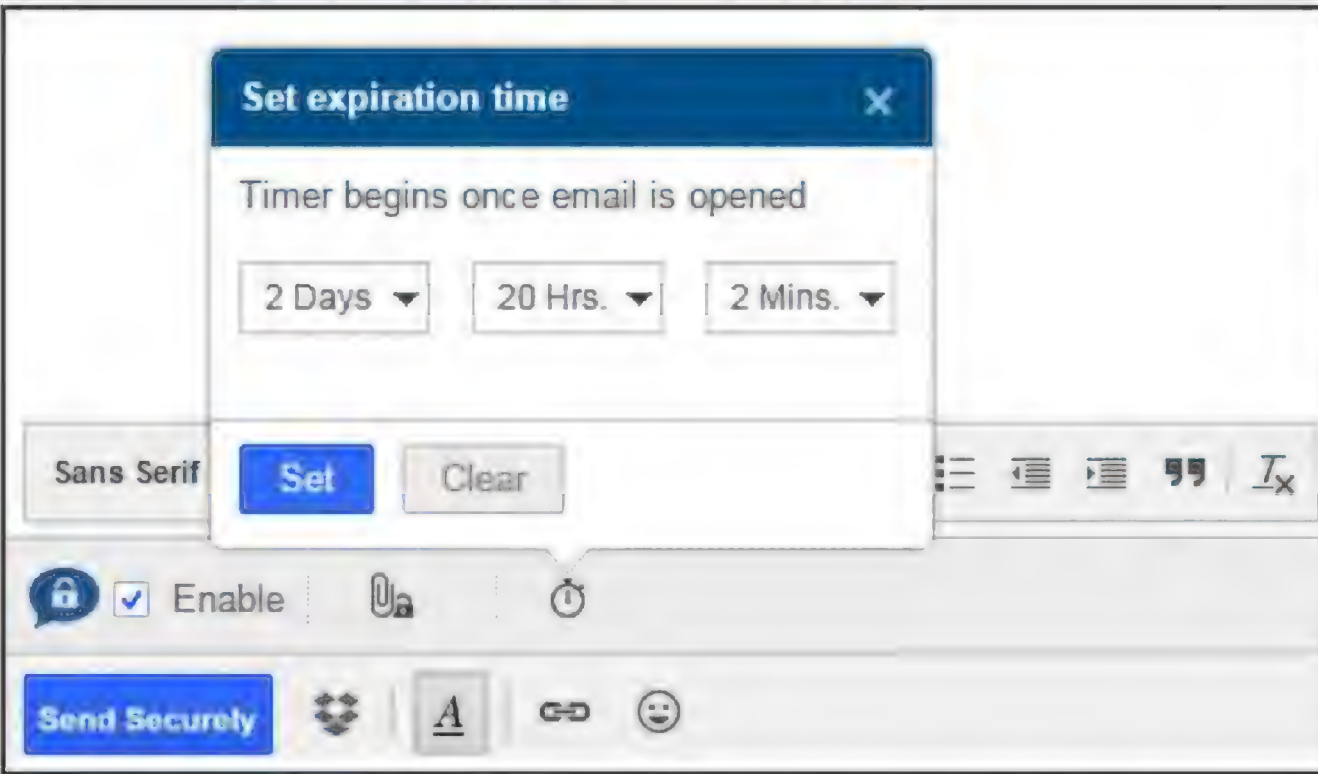 Set expiration time
Timer begins once email is opened
2 Days 20 Hrs. 2 Mins.
Sans Serif
Set Clear
Enable
Send Securely